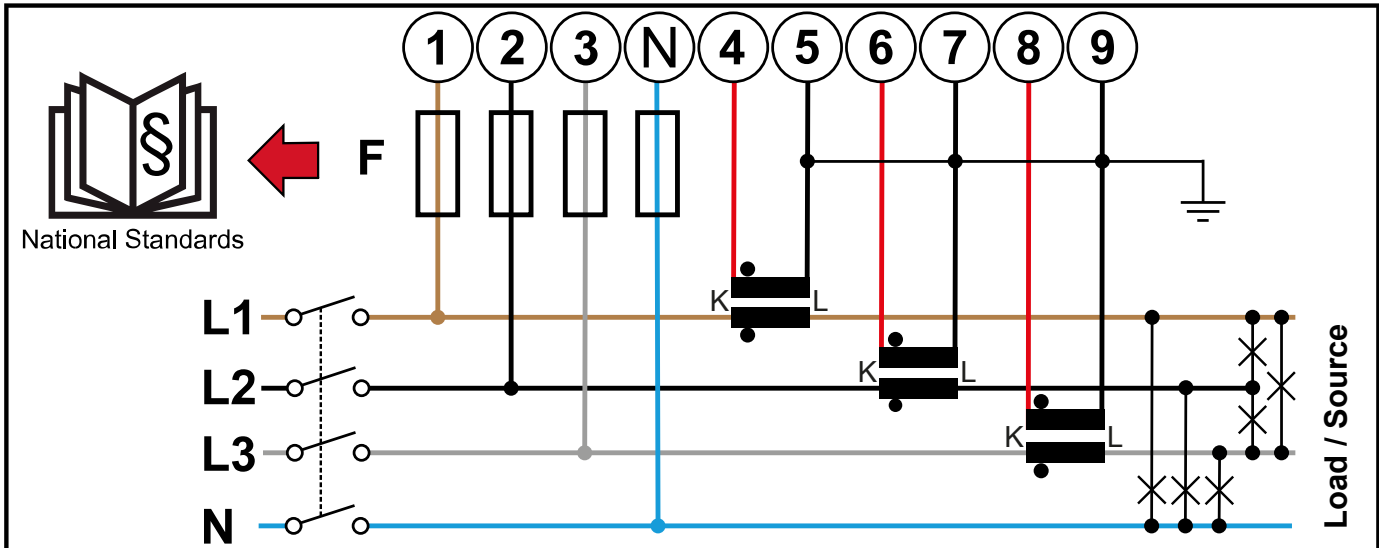 1 2 3 N 4 5 6 7 8 9
§
F
National Standards
K L
L1
K L
L2
K L
L3
N
Load / Source